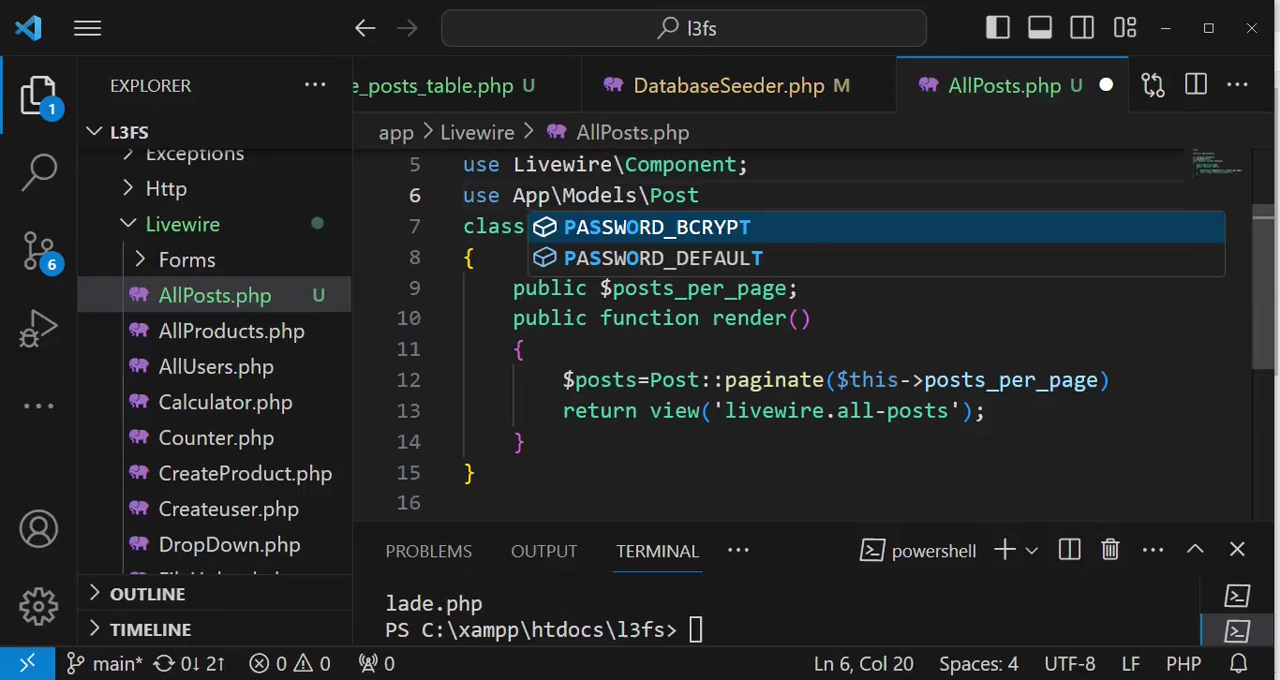 l3fs
EXPLORER
e_posts_table.php U
DatabaseSeeder.php M
AllPosts.php U
1
L3FS
app > Livewire > AllPosts.php
Exceptions
Http
Livewire
Forms
AllPosts.php U
AllProducts.php
AllUsers.php
Calculator.php
Counter.php
CreateProduct.php
Createuser.php
DropDown.php
6
OUTLINE
TIMELINE
5 use Livewire\Component;
6 use App\Models\Post
7 class
PASSWORD_BCRYPT
PASSWORD_DEFAULT
8 {
9 public $posts_per_page;
10 public function render()
11 {
12 $posts=Post::paginate($this->posts_per_page)
13 return view('livewire.all-posts');
14 }
15 }
16
PROBLEMS OUTPUT TERMINAL powershell
lade.php
PS C:\xampp\htdocs\l3fs>
main* 0↓ 2↑ 0 0 0 Ln 6, Col 20 Spaces: 4 UTF-8 LF PHP